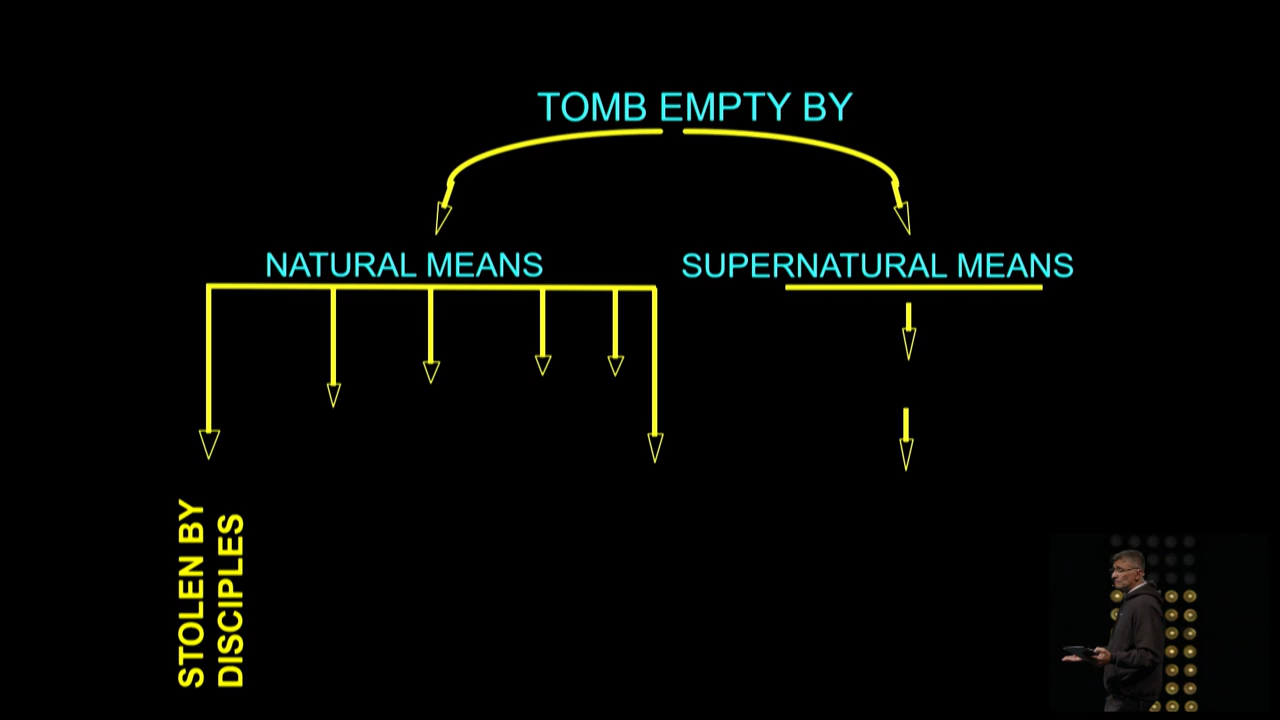 TOMB EMPTY BY
NATURAL MEANS
SUPERNATURAL MEANS
STOLEN BY
DISCIPLES